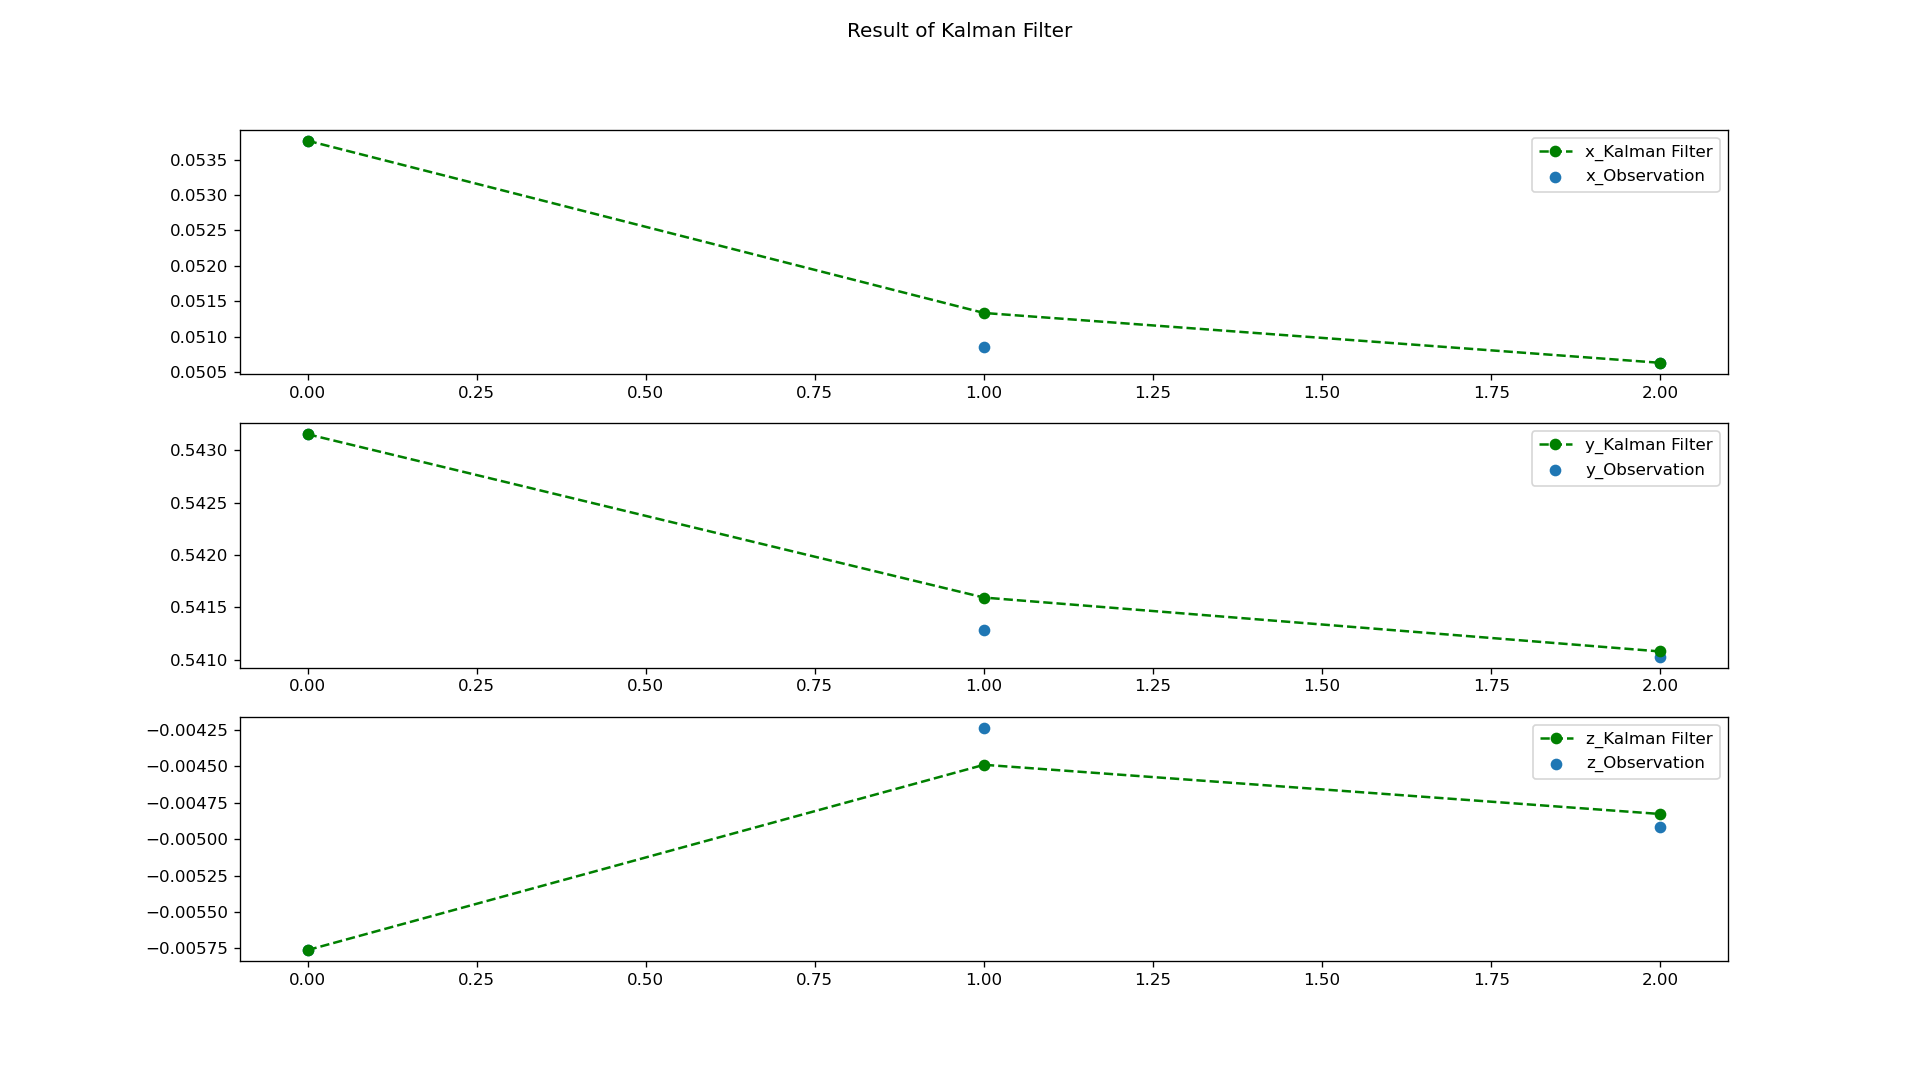 Result of Kalman Filter
0.0535
0.0530
0.0525
0.0520
0.0515
0.0510
0.0505
x_Kalman Filter
x_Observation
0.00 0.25 0.50 0.75 1.00 1.25 1.50 1.75 2.00
0.5430
0.5425
0.5420
0.5415
0.5410
y_Kalman Filter
y_Observation
0.00 0.25 0.50 0.75 1.00 1.25 1.50 1.75 2.00
−0.00425
−0.00450
−0.00475
−0.00500
−0.00525
−0.00550
−0.00575
z_Kalman Filter
z_Observation
0.00 0.25 0.50 0.75 1.00 1.25 1.50 1.75 2.00